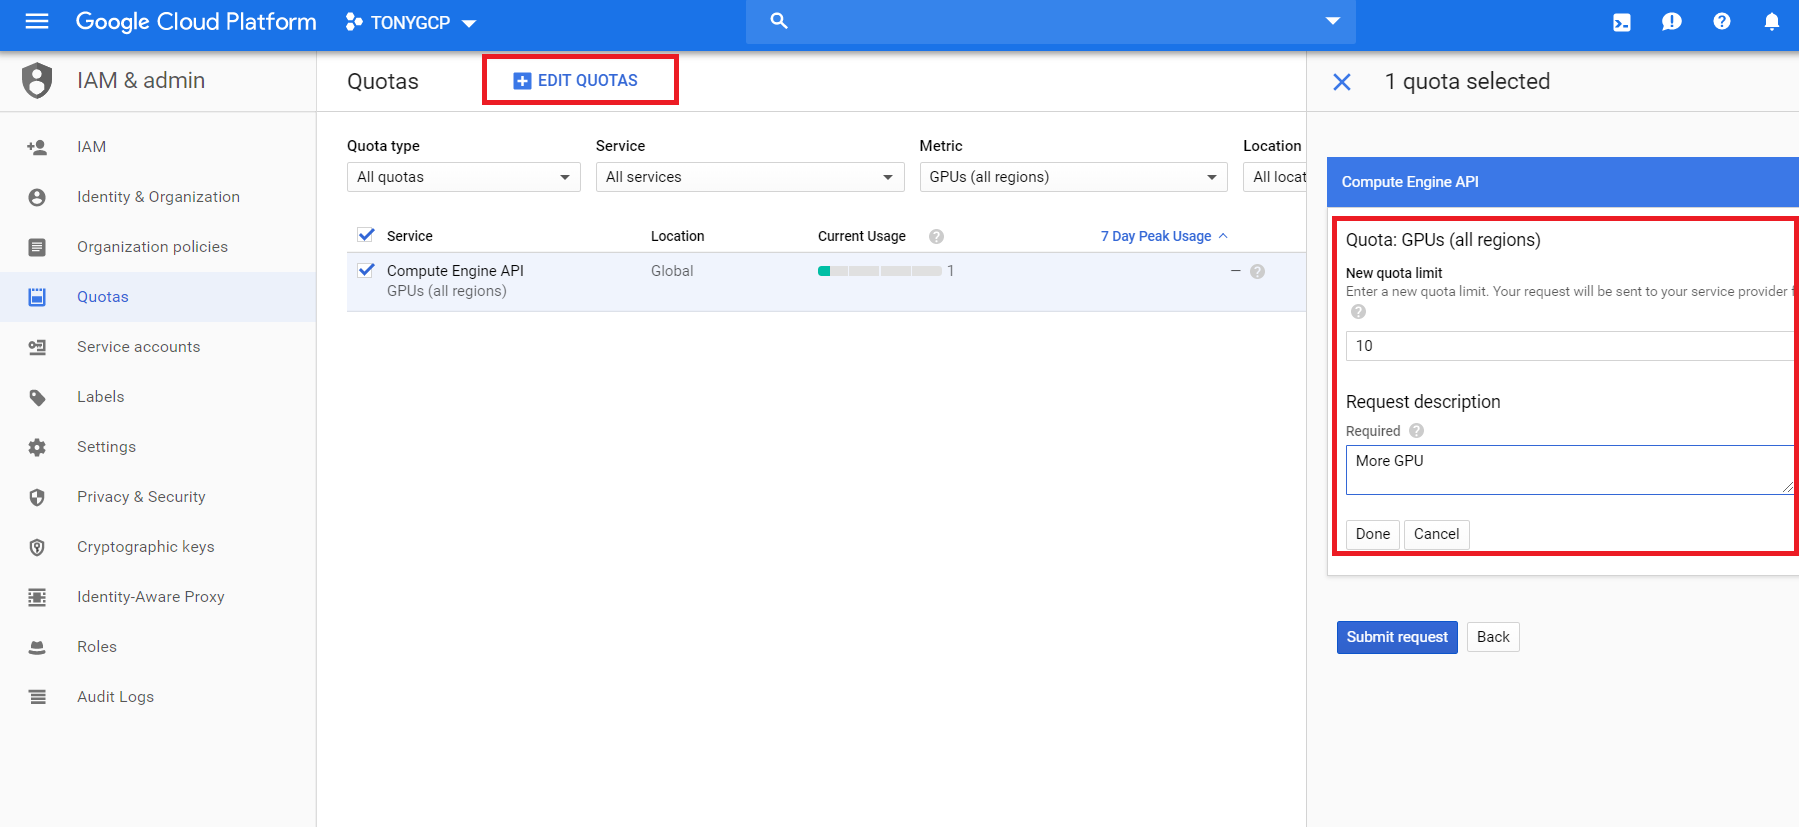 Google Cloud Platform
TONYGCP
IAM & admin
IAM
Identity & Organization
Organization policies
Quotas
Service accounts
Labels
Settings
Privacy & Security
Cryptographic keys
Identity-Aware Proxy
Roles
Audit Logs
Quotas
EDIT QUOTAS
Quota type
Service
Metric
Location
All quotas
All services
GPUs (all regions)
All locat
Service
Location
Current Usage
7 Day Peak Usage
Compute Engine API
Global
1
–
GPUs (all regions)
1 quota selected
Compute Engine API
Quota: GPUs (all regions)
New quota limit
Enter a new quota limit. Your request will be sent to your service provider f
10
Request description
Required
More GPU
Done
Cancel
Submit request
Back